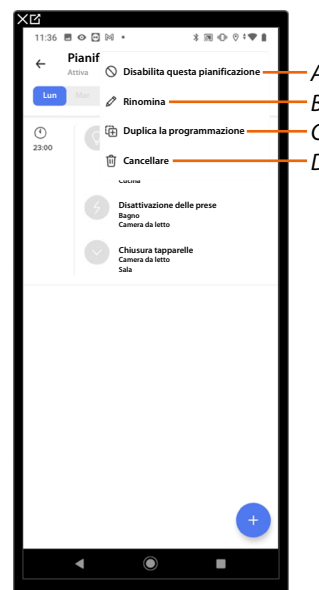 11:36
Pianif
Attiva
Disabilita questa pianificazione
A
Lun
Mar
Rinomina
B
23:00
Duplica la programmazione
C
Cancellare
D
Cucina
Disattivazione delle prese
Bagno
Camera da letto
Chiusura tapparelle
Camera da letto
Sala
+